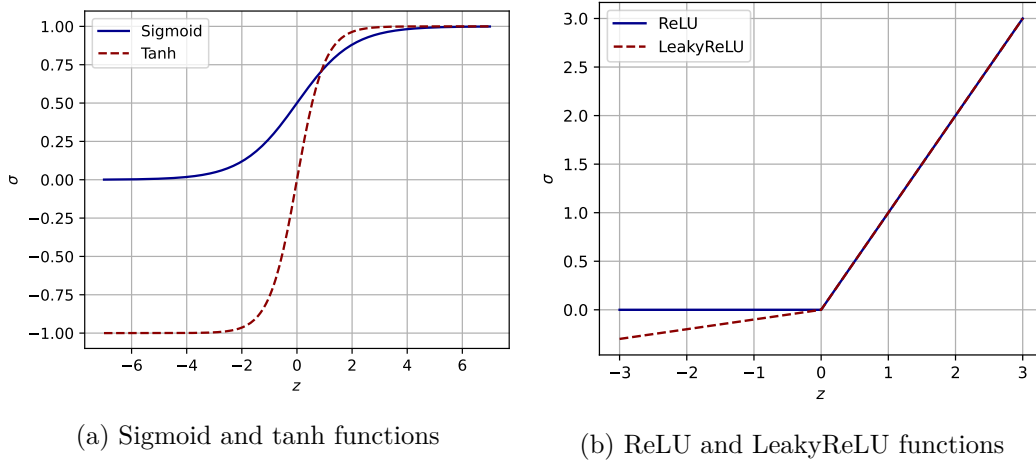 1.00
0.75
0.50
0.25
0.00
−0.25
−0.50
−0.75
−1.00
σ
Sigmoid
Tanh
−6 −4 −2 0 2 4 6
z
(a) Sigmoid and tanh functions
3.0
2.5
2.0
1.5
1.0
0.5
0.0
σ
ReLU
LeakyReLU
−3 −2 −1 0 1 2 3
z
(b) ReLU and LeakyReLU functions